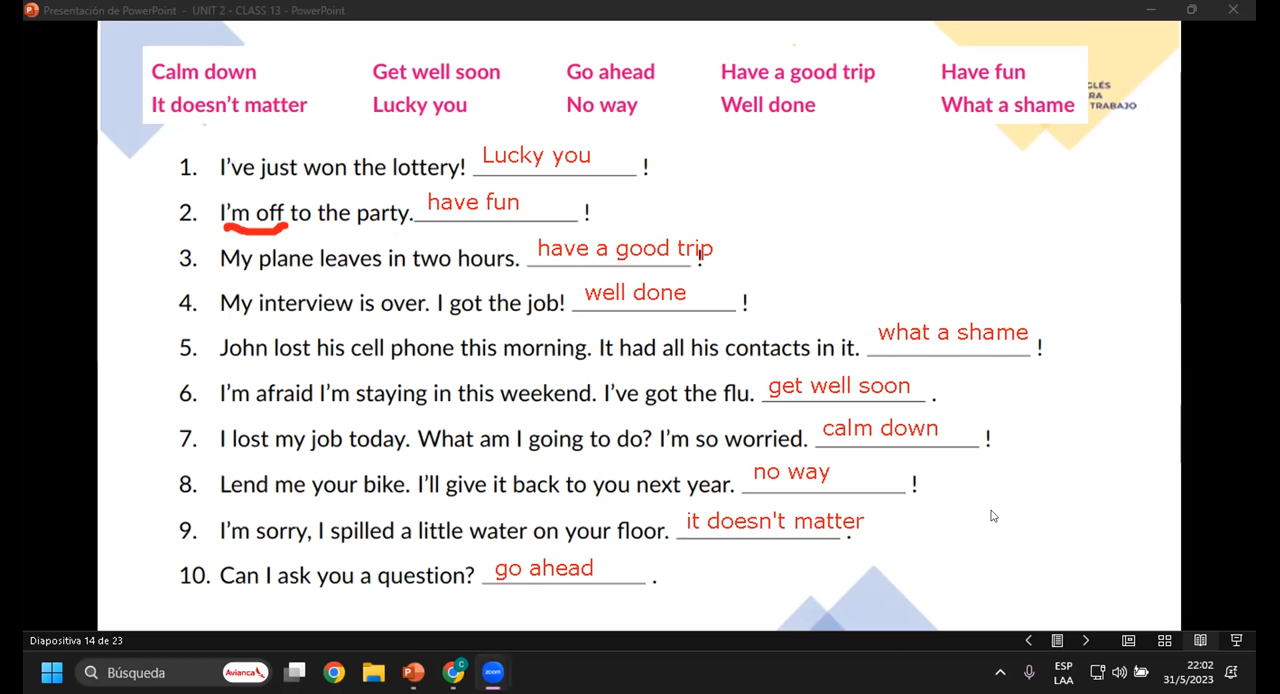 Presentación de PowerPoint - UNIT 2 - CLASS 13 - PowerPoint
Calm down Get well soon Go ahead Have a good trip Have fun
It doesn't matter Lucky you No way Well done What a shame
TRABAJO
1. I've just won the lottery! Lucky you !
2. I'm off to the party. have fun !
3. My plane leaves in two hours. have a good trip !
4. My interview is over. I got the job! well done !
5. John lost his cell phone this morning. It had all his contacts in it. what a shame !
6. I'm afraid I'm staying in this weekend. I've got the flu. get well soon .
7. I lost my job today. What am I going to do? I'm so worried. calm down !
8. Lend me your bike. I'll give it back to you next year. no way !
9. I'm sorry, I spilled a little water on your floor. it doesn't matter .
10. Can I ask you a question? go ahead .
Diapositiva 14 de 23
Búsqueda Avianca zoom ESP 22:02
LAA 31/5/2023